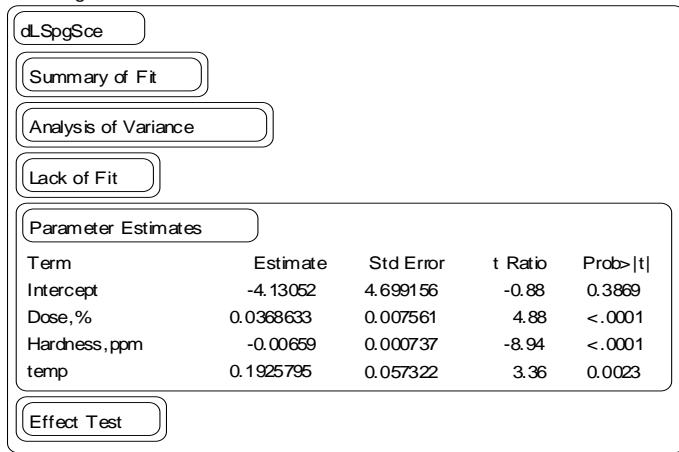 dLSpgSce
Summary of Fit
Analysis of Variance
Lack of Fit
Parameter Estimates
Term Estimate Std Error t Ratio Prob>|t|
Intercept -4.13052 4.699156 -0.88 0.3869
Dose,% 0.0368633 0.007561 4.88 <.0001
Hardness,ppm -0.00659 0.000737 -8.94 <.0001
temp 0.1925795 0.057322 3.36 0.0023
Effect Test